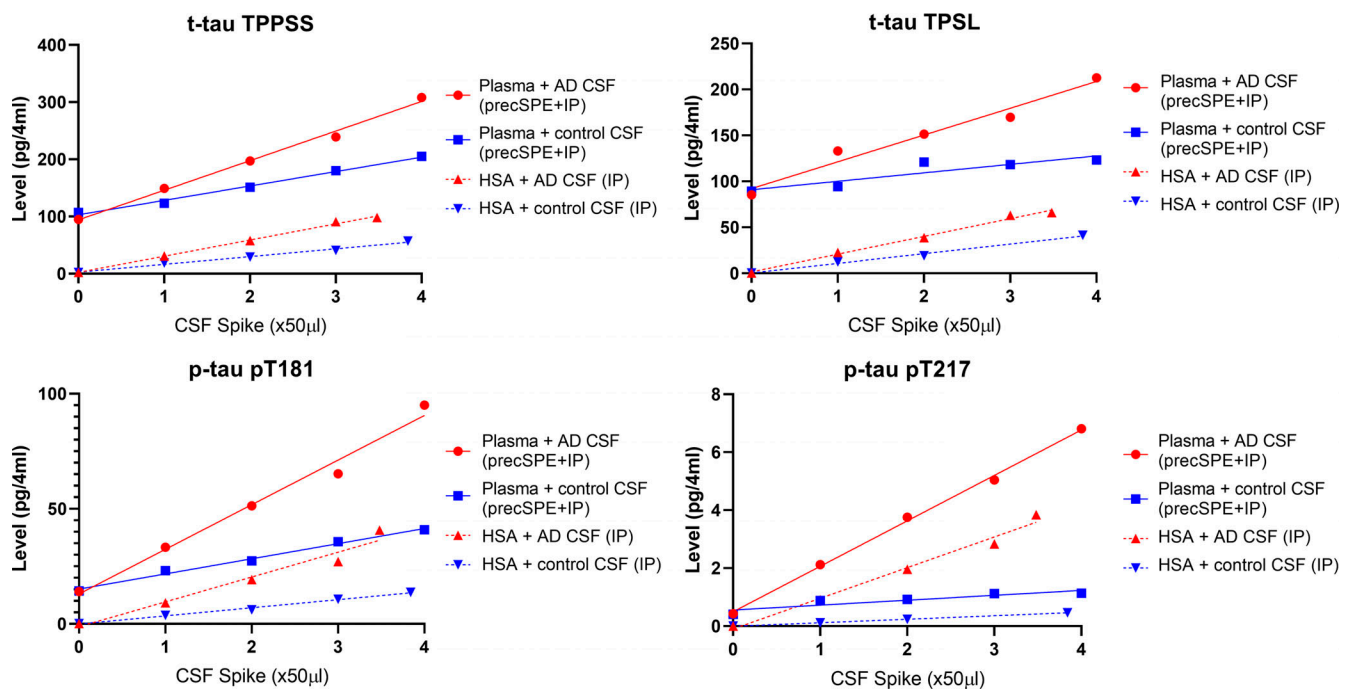 t-tau TPPSS
Level (pg/4ml)
400
300
200
100
0
0 1 2 3 4
CSF Spike (x50µl)
Plasma + AD CSF
(precSPE+IP)
Plasma + control CSF
(precSPE+IP)
HSA + AD CSF (IP)
HSA + control CSF (IP)
t-tau TPSL
Level (pg/4ml)
250
200
150
100
50
0
0 1 2 3 4
CSF Spike (x50µl)
Plasma + AD CSF
(precSPE+IP)
Plasma + control CSF
(precSPE+IP)
HSA + AD CSF (IP)
HSA + control CSF (IP)
p-tau pT181
Level (pg/4ml)
100
50
0
0 1 2 3 4
CSF Spike (x50µl)
Plasma + AD CSF
(precSPE+IP)
Plasma + control CSF
(precSPE+IP)
HSA + AD CSF (IP)
HSA + control CSF (IP)
p-tau pT217
Level (pg/4ml)
8
6
4
2
0
0 1 2 3 4
CSF Spike (x50µl)
Plasma + AD CSF
(precSPE+IP)
Plasma + control CSF
(precSPE+IP)
HSA + AD CSF (IP)
HSA + control CSF (IP)